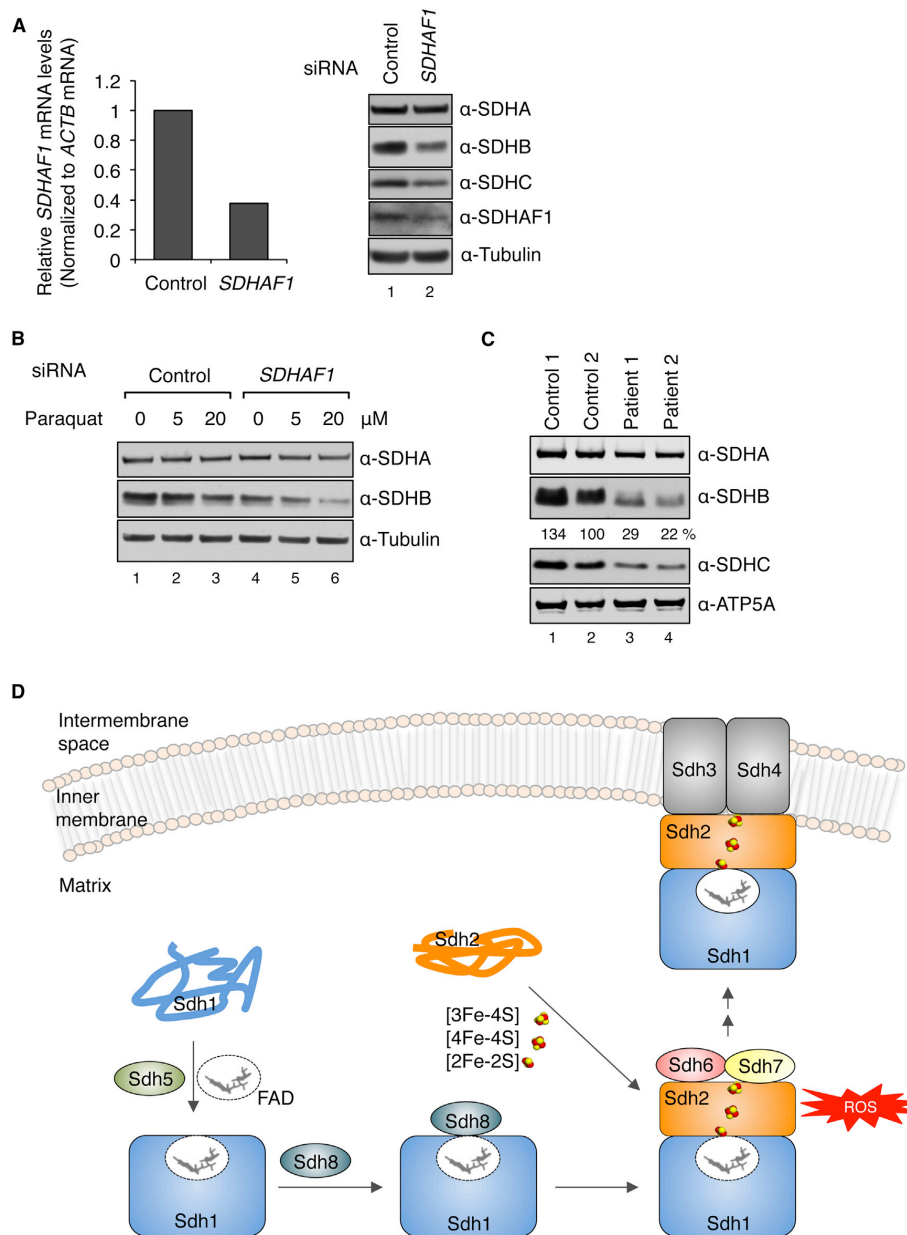 A
Relative SDHAF1 mRNA levels
(Normalized to ACTB mRNA)
1.2
1
0.8
0.6
0.4
0.2
0
Control SDHAF1
siRNA
Control
SDHAF1
α-SDHA
α-SDHB
α-SDHC
α-SDHAF1
α-Tubulin
1 2
B
siRNA Control SDHAF1
Paraquat 0 5 20 0 5 20 μM
α-SDHA
α-SDHB
α-Tubulin
1 2 3 4 5 6
C
Control 1
Control 2
Patient 1
Patient 2
α-SDHA
α-SDHB
134 100 29 22 %
α-SDHC
α-ATP5A
1 2 3 4
D
Intermembrane
space
Inner
membrane
Matrix
Sdh3 Sdh4
Sdh2
Sdh1
Sdh1
Sdh5
FAD
Sdh1
Sdh8
Sdh8
Sdh1
Sdh2
[3Fe-4S]
[4Fe-4S]
[2Fe-2S]
Sdh6 Sdh7
Sdh2
ROS
Sdh1